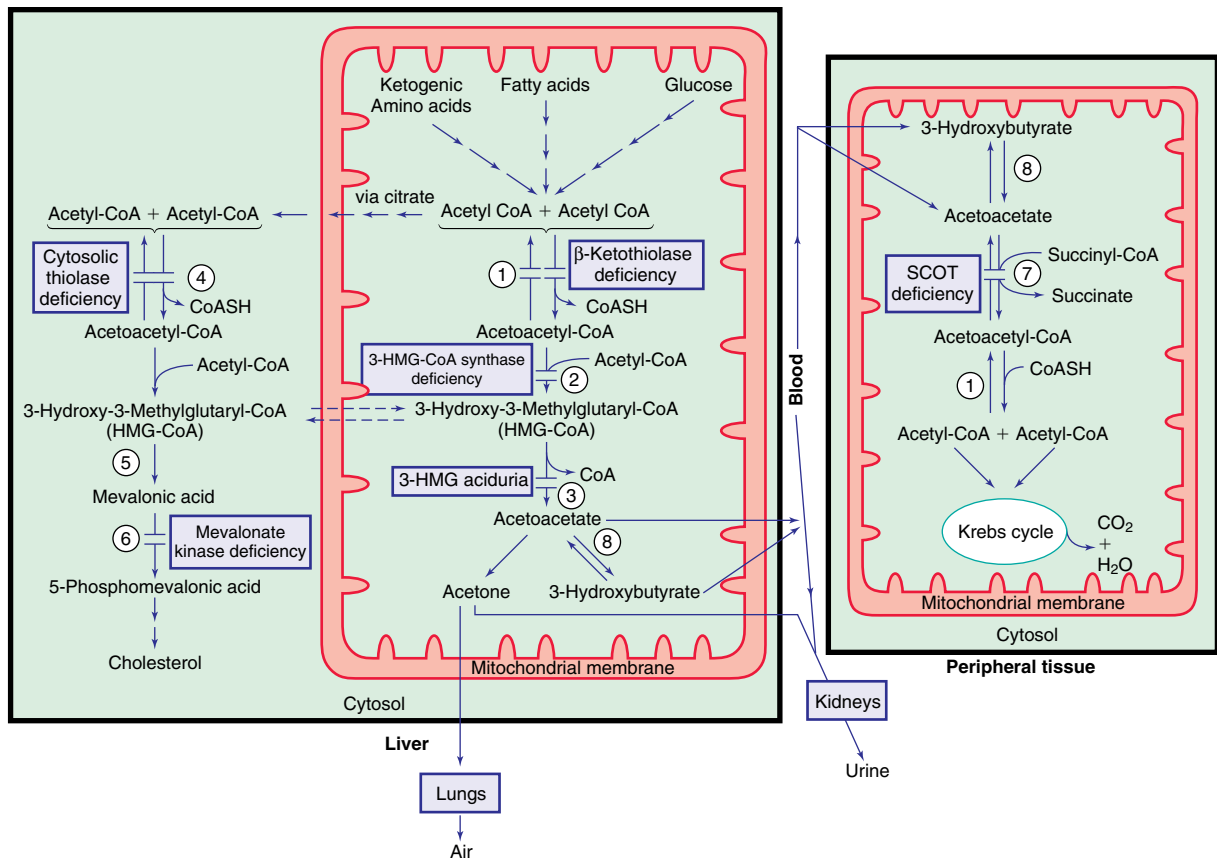 Ketogenic
Amino acids
Fatty acids
Glucose
via citrate
Acetyl-CoA + Acetyl-CoA
Acetyl CoA + Acetyl CoA
Cytosolic
thiolase
deficiency
4
CoASH
Acetoacetyl-CoA
Acetyl-CoA
3-Hydroxy-3-Methylglutaryl-CoA
(HMG-CoA)
5
Mevalonic acid
6
Mevalonate
kinase deficiency
5-Phosphomevalonic acid
Cholesterol
1
β-Ketothiolase
deficiency
CoASH
Acetoacetyl-CoA
3-HMG-CoA synthase
deficiency
Acetyl-CoA
2
3-Hydroxy-3-Methylglutaryl-CoA
(HMG-CoA)
3-HMG aciduria
CoA
3
Acetoacetate
8
Acetone
3-Hydroxybutyrate
Mitochondrial membrane
Cytosol
Liver
Lungs
Air
Blood
Kidneys
Urine
3-Hydroxybutyrate
8
Acetoacetate
SCOT
deficiency
Succinyl-CoA
7
Succinate
Acetoacetyl-CoA
1
CoASH
Acetyl-CoA + Acetyl-CoA
Krebs cycle
CO₂
+
H₂O
Mitochondrial membrane
Cytosol
Peripheral tissue